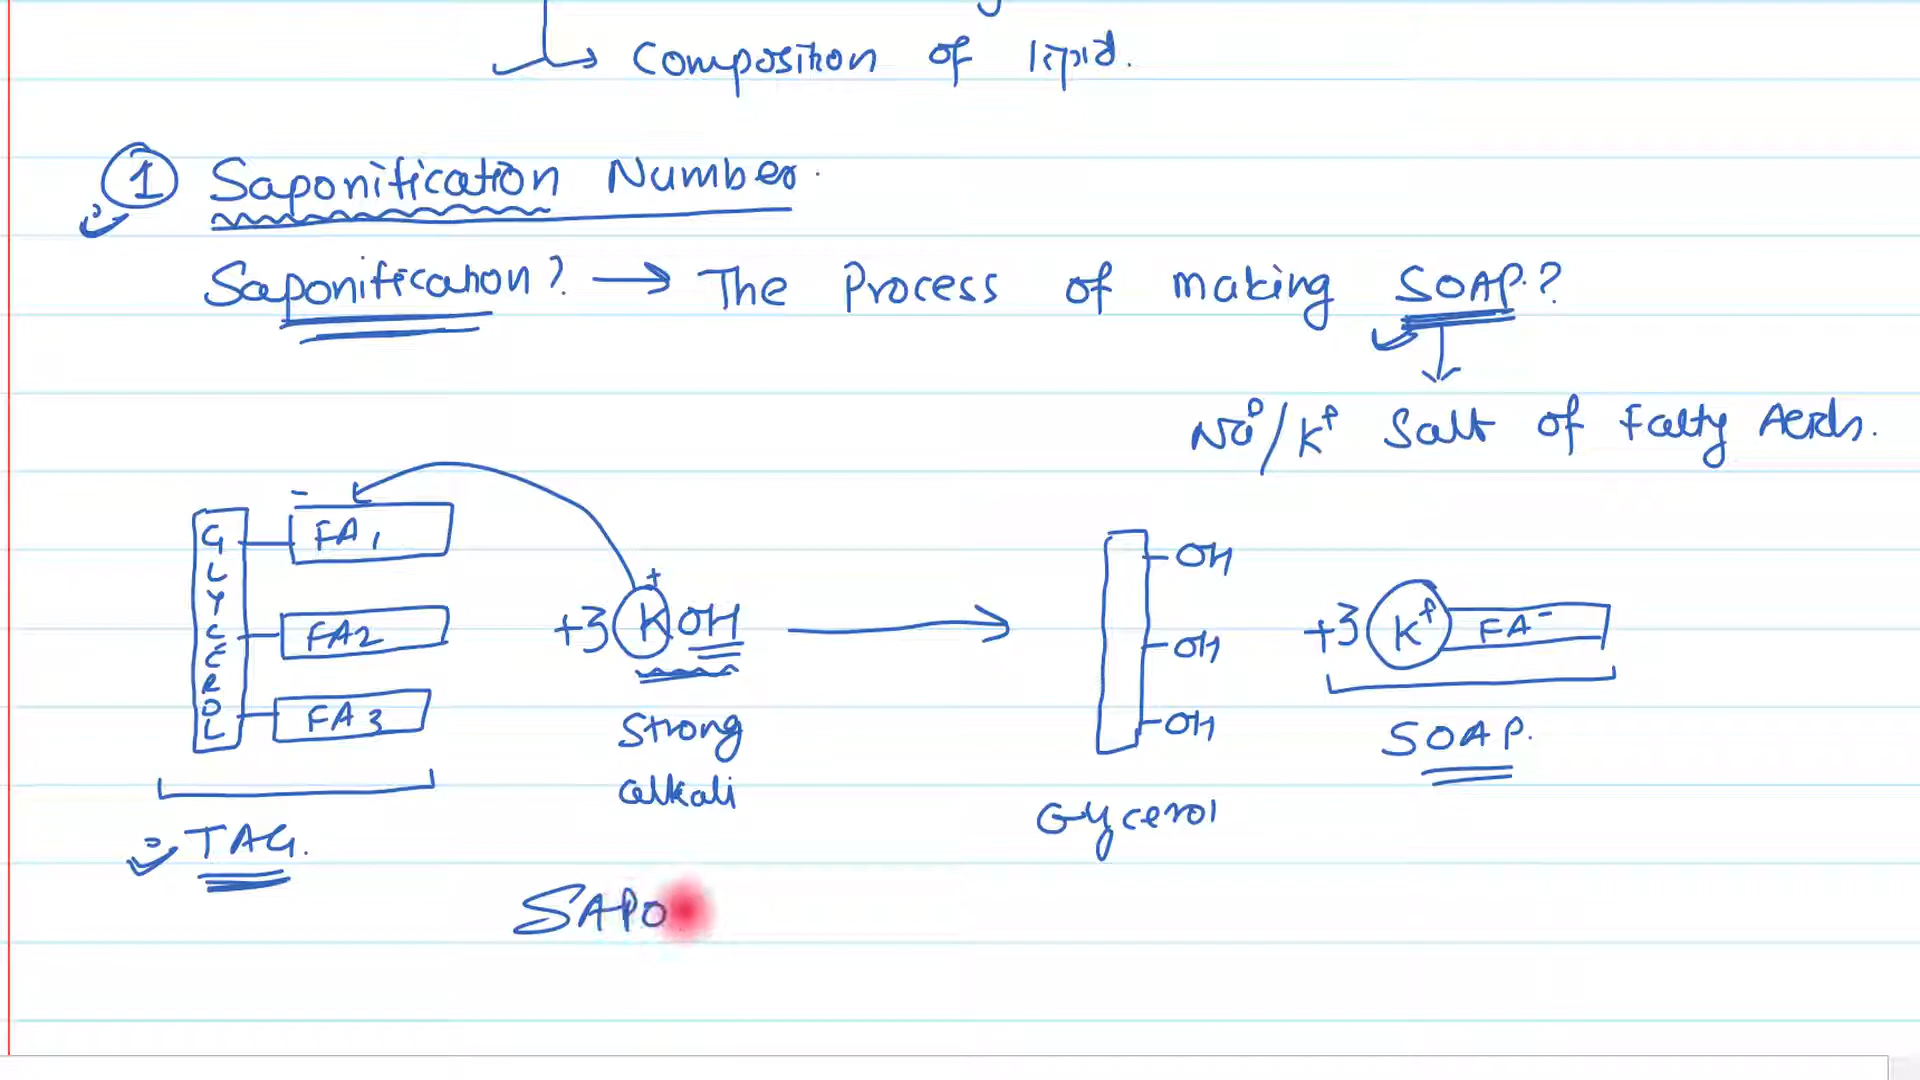 Composition of lipid.
1 Saponification Number.
Saponification? → The Process of making SOAP.?
Na⁺/K⁺ Salt of Fatty Acids.
GLYCEROL
FA1
FA2
FA3
+3 K⁺OH
Strong
alkali
→
OH
OH
OH
+3 K⁺ FA⁻
SOAP.
Glycerol
TAG.
SAPO